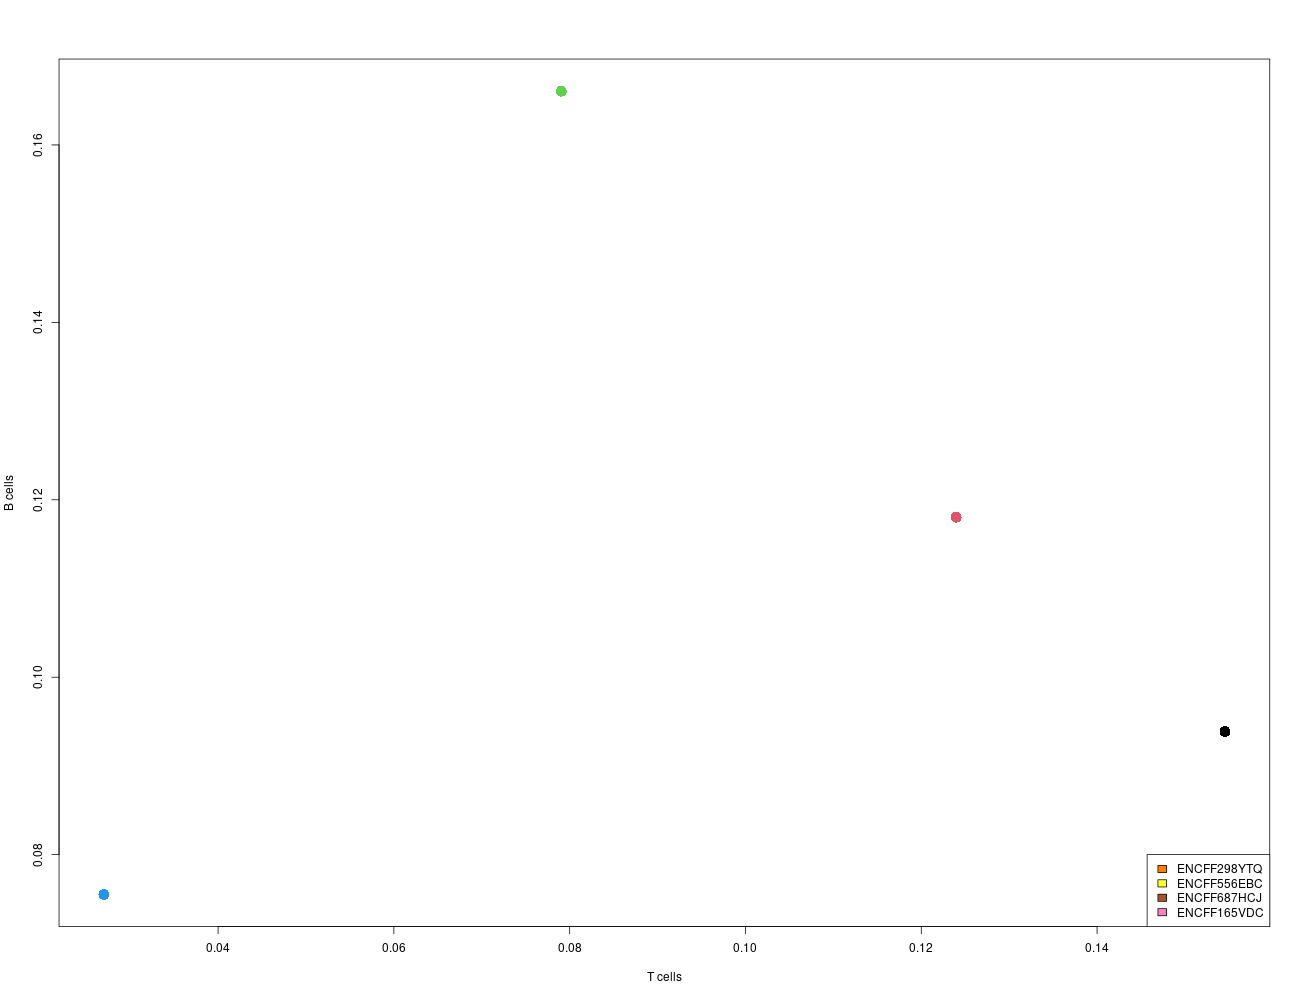 0.16
0.14
0.12
0.10
0.08
B cells
0.04
0.06
0.08
0.10
0.12
0.14
T cells
ENCFF298YTQ
ENCFF556EBC
ENCFF687HCJ
ENCFF165VDC